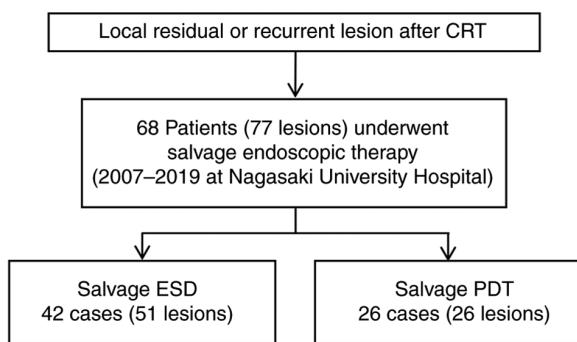 Local residual or recurrent lesion after CRT
68 Patients (77 lesions) underwent
salvage endoscopic therapy
(2007–2019 at Nagasaki University Hospital)
Salvage ESD
42 cases (51 lesions)
Salvage PDT
26 cases (26 lesions)